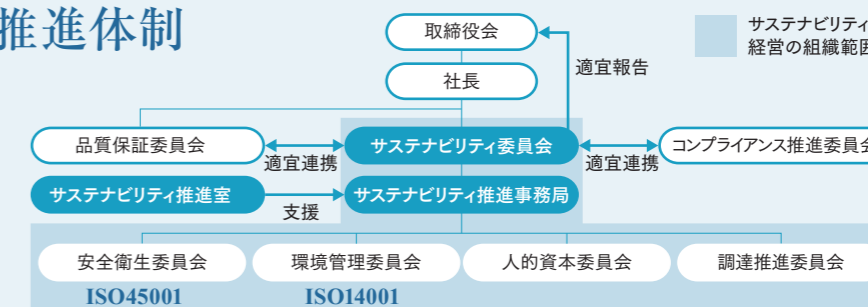 推進体制
サステナビリティ
経営の組織範囲
取締役会
適宜報告
社長
品質保証委員会
適宜連携
サステナビリティ委員会
適宜連携
コンプライアンス推進委員会
サステナビリティ推進室
支援
サステナビリティ推進事務局
安全衛生委員会
環境管理委員会
人的資本委員会
調達推進委員会
ISO45001
ISO14001